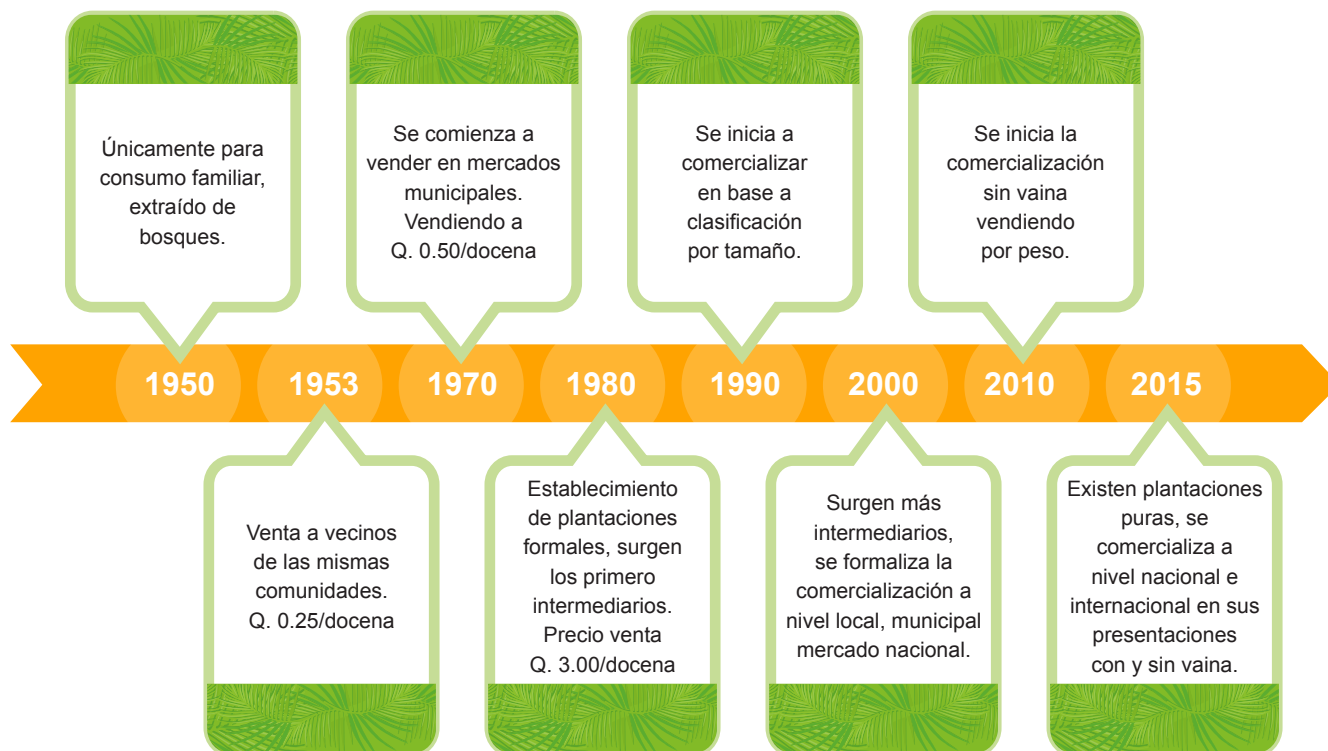 Únicamente para
consumo familiar,
extraído de
bosques.
Se comienza a
vender en mercados
municipales.
Vendiendo a
Q. 0.50/docena
Se inicia a
comercializar
en base a
clasificación
por tamaño.
Se inicia la
comercialización
sin vaina
vendiendo
por peso.
1950
1953
1970
1980
1990
2000
2010
2015
Venta a vecinos
de las mismas
comunidades.
Q. 0.25/docena
Establecimiento
de plantaciones
formales, surgen
los primero
intermediarios.
Precio venta
Q. 3.00/docena
Surgen más
intermediarios,
se formaliza la
comercialización a
nivel local, municipal
mercado nacional.
Existen plantaciones
puras, se
comercializa a
nivel nacional e
internacional en sus
presentaciones
con y sin vaina.